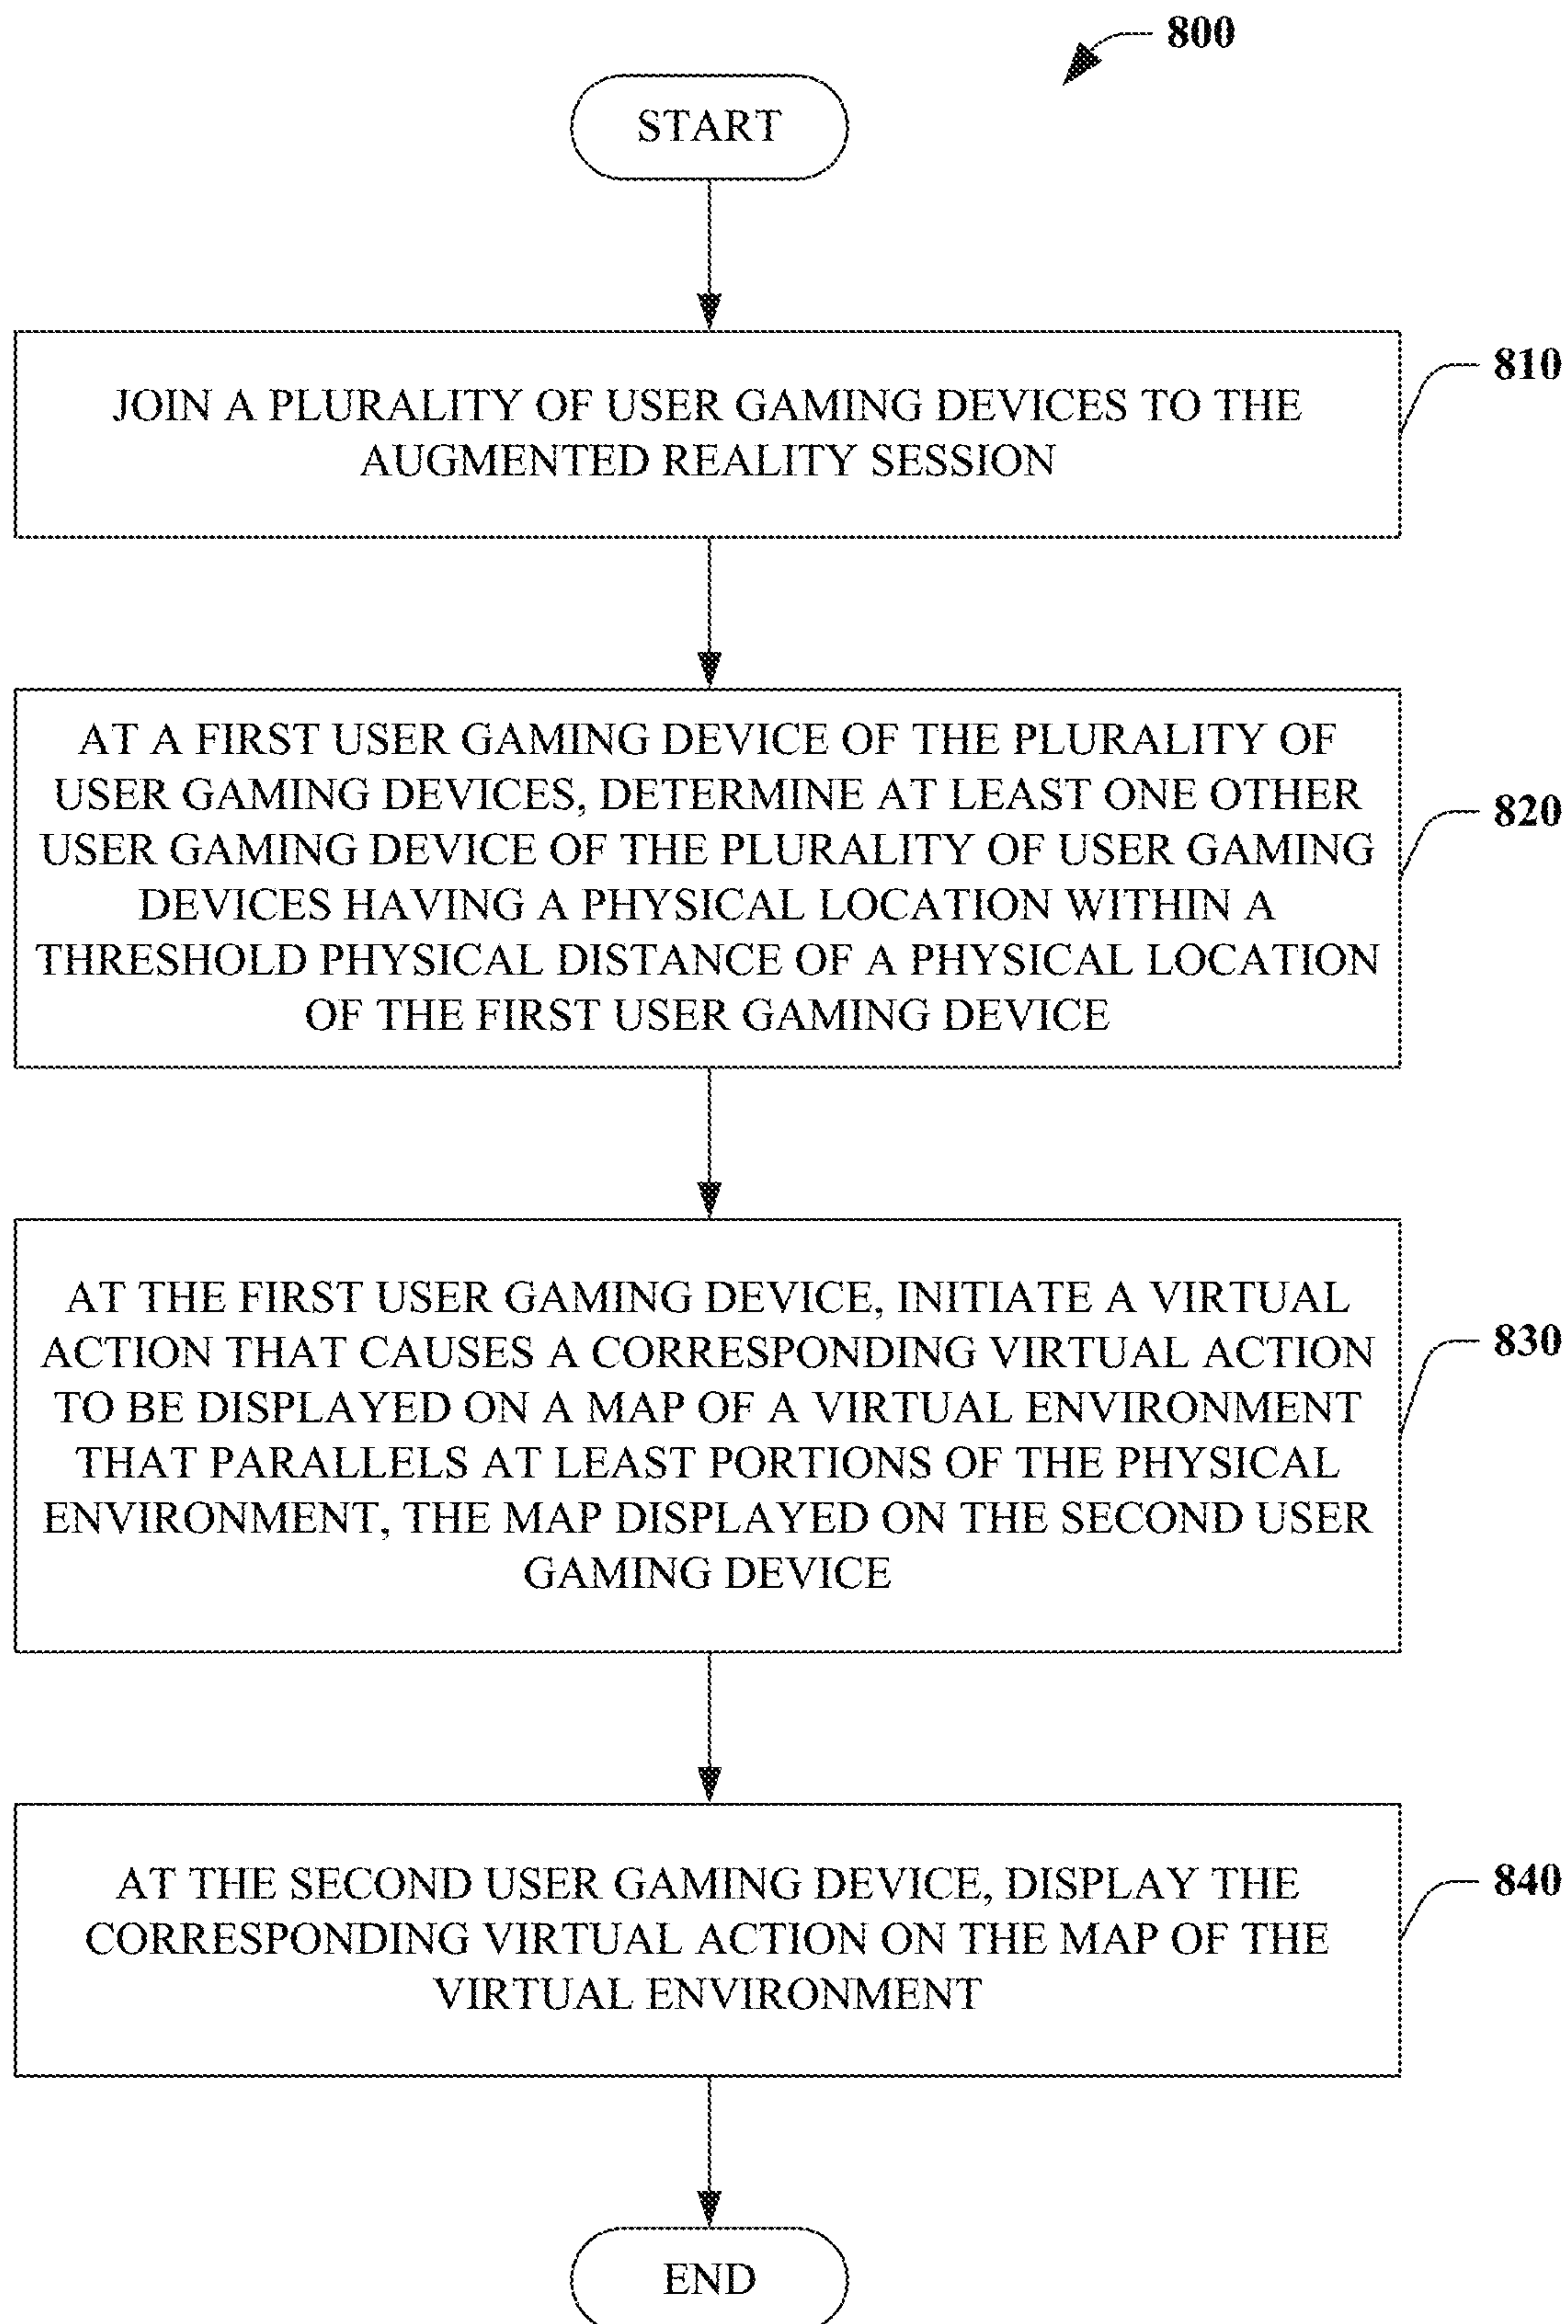 800
START
JOIN A PLURALITY OF USER GAMING DEVICES TO THE
AUGMENTED REALITY SESSION
810
AT A FIRST USER GAMING DEVICE OF THE PLURALITY OF
USER GAMING DEVICES, DETERMINE AT LEAST ONE OTHER
USER GAMING DEVICE OF THE PLURALITY OF USER GAMING
DEVICES HAVING A PHYSICAL LOCATION WITHIN A
THRESHOLD PHYSICAL DISTANCE OF A PHYSICAL LOCATION
OF THE FIRST USER GAMING DEVICE
820
AT THE FIRST USER GAMING DEVICE, INITIATE A VIRTUAL
ACTION THAT CAUSES A CORRESPONDING VIRTUAL ACTION
TO BE DISPLAYED ON A MAP OF A VIRTUAL ENVIRONMENT
THAT PARALLELS AT LEAST PORTIONS OF THE PHYSICAL
ENVIRONMENT, THE MAP DISPLAYED ON THE SECOND USER
GAMING DEVICE
830
AT THE SECOND USER GAMING DEVICE, DISPLAY THE
CORRESPONDING VIRTUAL ACTION ON THE MAP OF THE
VIRTUAL ENVIRONMENT
840
END